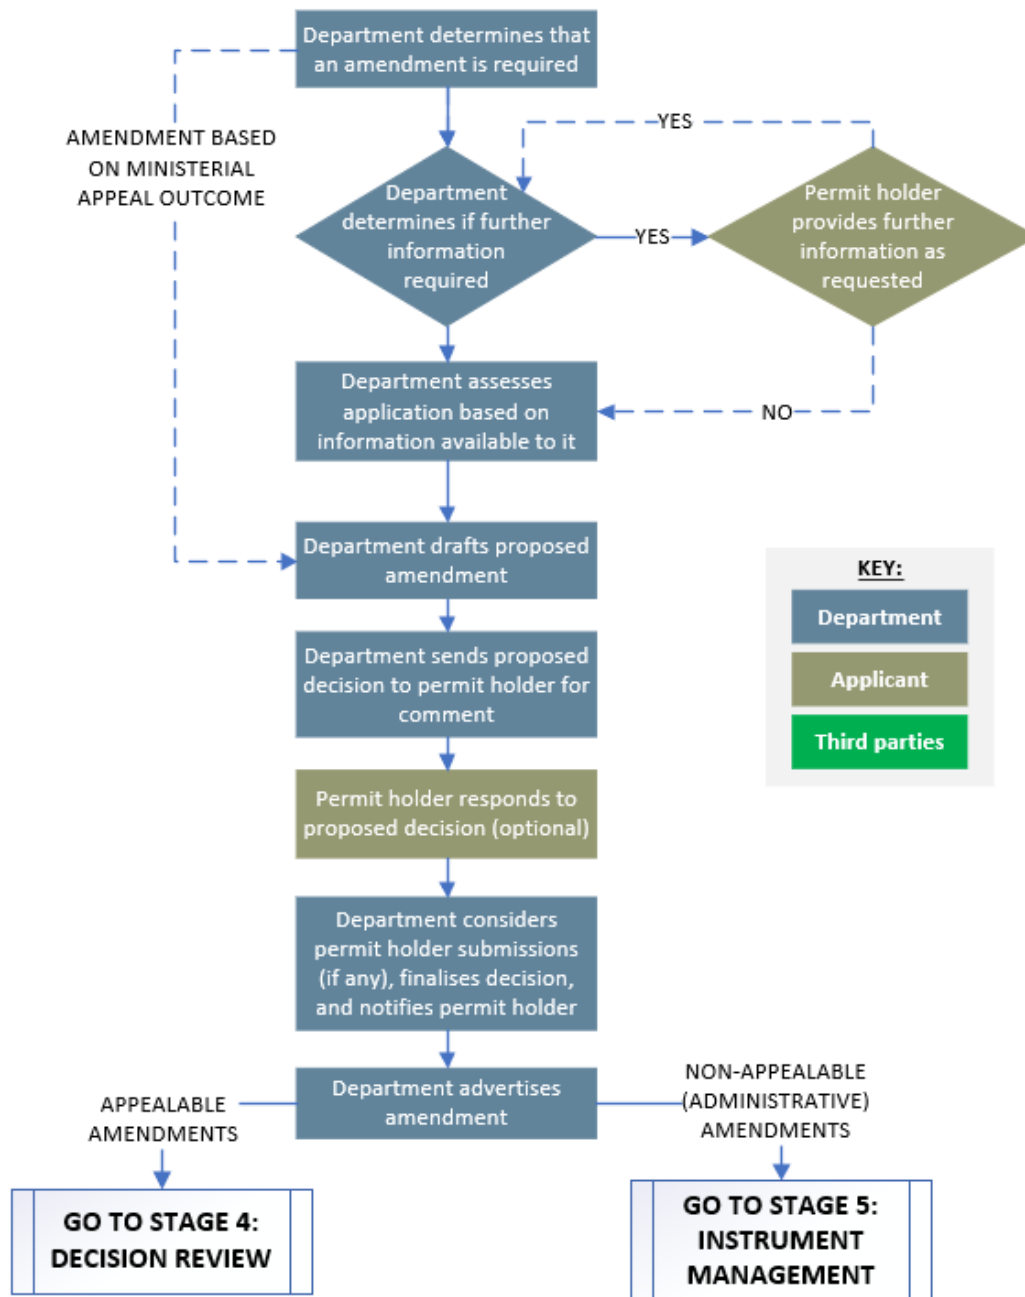 Department determines that
an amendment is required
AMENDMENT BASED
ON MINISTERIAL
APPEAL OUTCOME
YES
Department
determines if further
information
required
YES
Permit holder
provides further
information as
requested
Department assesses
application based on
information available to it
NO
Department drafts proposed
amendment
KEY:
Department
Applicant
Third parties
Department sends proposed
decision to permit holder for
comment
Permit holder responds to
proposed decision (optional)
Department considers
permit holder submissions
(if any), finalises decision,
and notifies permit holder
Department advertises
amendment
APPEALABLE
AMENDMENTS
NON-APPEALABLE
(ADMINISTRATIVE)
AMENDMENTS
GO TO STAGE 4:
DECISION REVIEW
GO TO STAGE 5:
INSTRUMENT
MANAGEMENT